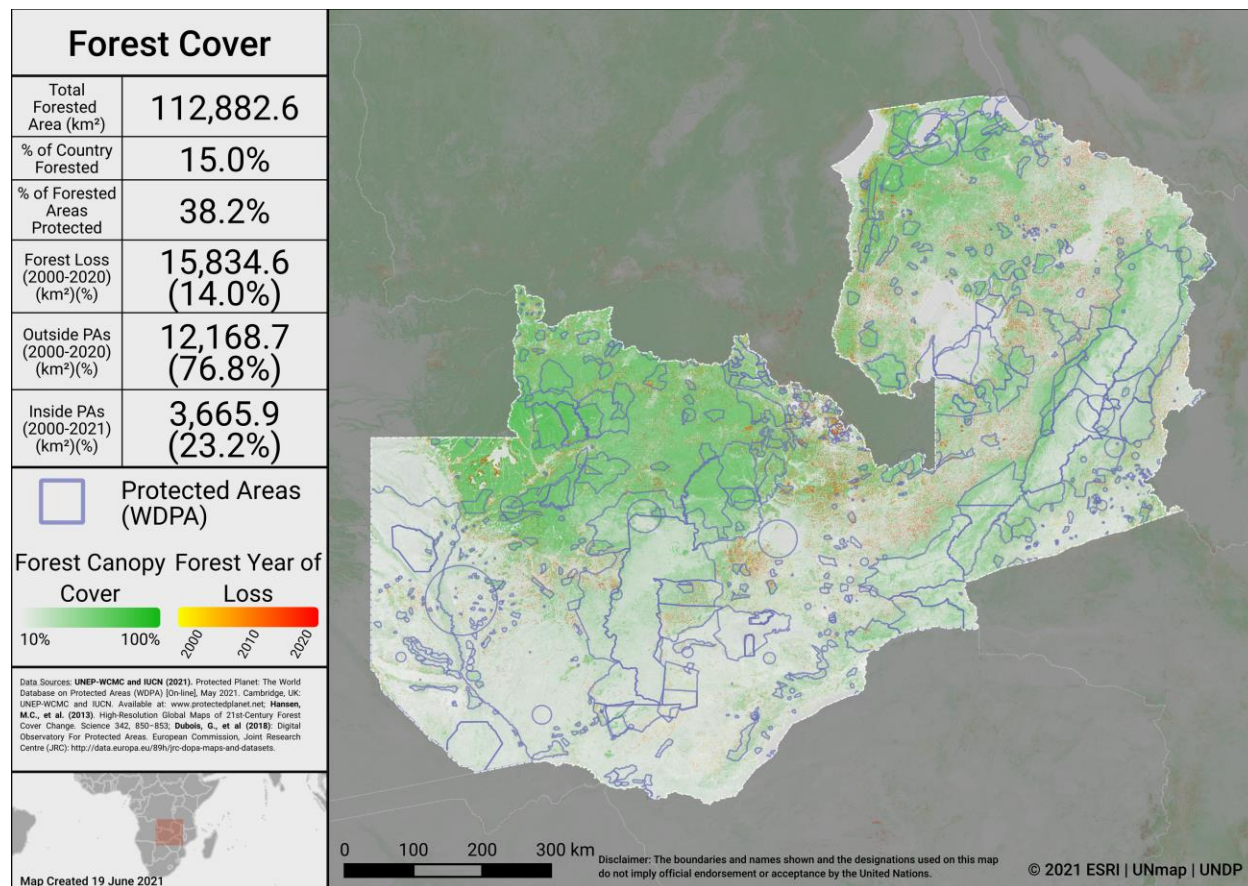 Forest Cover
Total
Forested
Area (km²)
112,882.6
% of Country
Forested
15.0%
% of Forested
Areas
Protected
38.2%
Forest Loss
(2000-2020)
(km²)(%)
15,834.6
(14.0%)
Outside PAs
(2000-2020)
(km²)(%)
12,168.7
(76.8%)
Inside PAs
(2000-2021)
(km²)(%)
3,665.9
(23.2%)
Protected Areas
(WDPA)
Forest Canopy
Cover
10%
100%
Forest Year of
Loss
2000
2010
2020
Data Sources: UNEP-WCMC and IUCN (2021). Protected Planet: The World
Database on Protected Areas (WDPA) [On-line], May 2021. Cambridge, UK:
UNEP-WCMC and IUCN. Available at: www.protectedplanet.net; Hansen,
M.C., et al. (2013). High-Resolution Global Maps of 21st-Century Forest
Cover Change. Science 342, 850–853; Dubois, G., et al (2018): Digital
Observatory For Protected Areas. European Commission, Joint Research
Centre (JRC): http://data.europa.eu/89h/jrc-dopa-maps-and-datasets.
Map Created 19 June 2021
0 100 200 300 km
Disclaimer: The boundaries and names shown and the designations used on this map
do not imply official endorsement or acceptance by the United Nations.
© 2021 ESRI | UNmap | UNDP